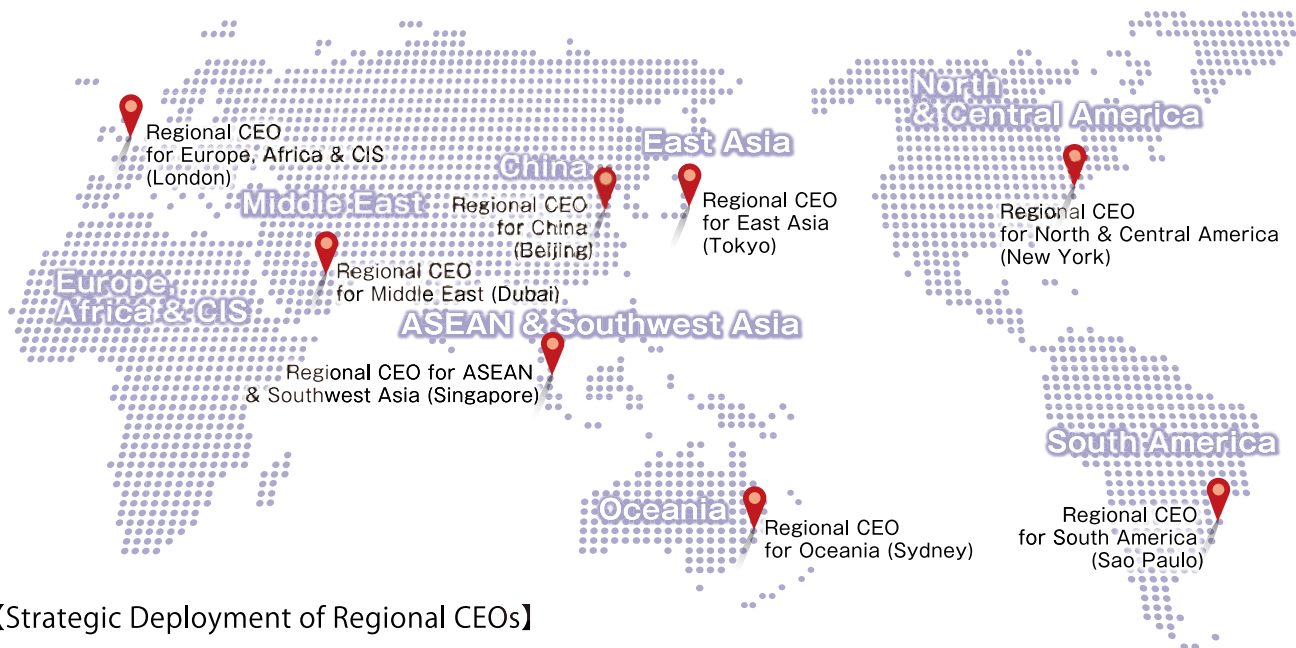 North
& Central America
East Asia
China
Regional CEO
for Europe, Africa & CIS
(London)
Middle East
Regional CEO
for China
(Beijing)
Regional CEO
for East Asia
(Tokyo)
Regional CEO
for North & Central America
(New York)
Regional CEO
for Middle East (Dubai)
Europe,
Africa & CIS
ASEAN & Southwest Asia
Regional CEO for ASEAN
& Southwest Asia (Singapore)
South America
Oceania
Regional CEO
for Oceania (Sydney)
Regional CEO
for South America
(Sao Paulo)
【Strategic Deployment of Regional CEOs】